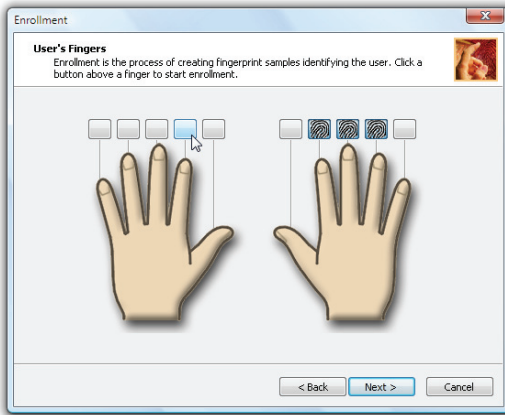 Enrollment
User's Fingers
Enrollment is the process of creating fingerprint samples identifying the user. Click a
button above a finger to start enrollment.
< Back
Next >
Cancel